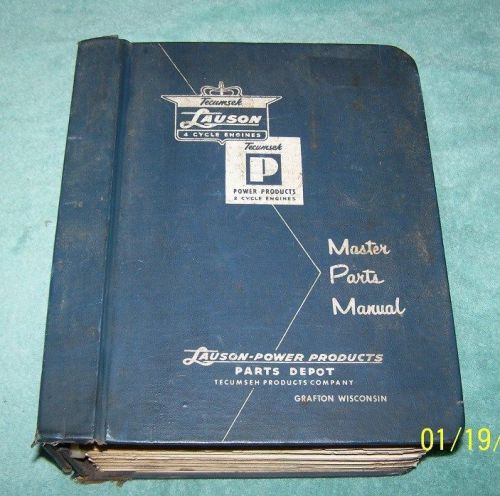 Tecumseh
LAUSON
4 CYCLE ENGINES
Tecumseh
P
POWER PRODUCTS
2 CYCLE ENGINES
Master
Parts
Manual
LAUSON-POWER PRODUCTS
PARTS DEPOT
TECUMSEH PRODUCTS COMPANY
GRAFTON WISCONSIN
01/19/